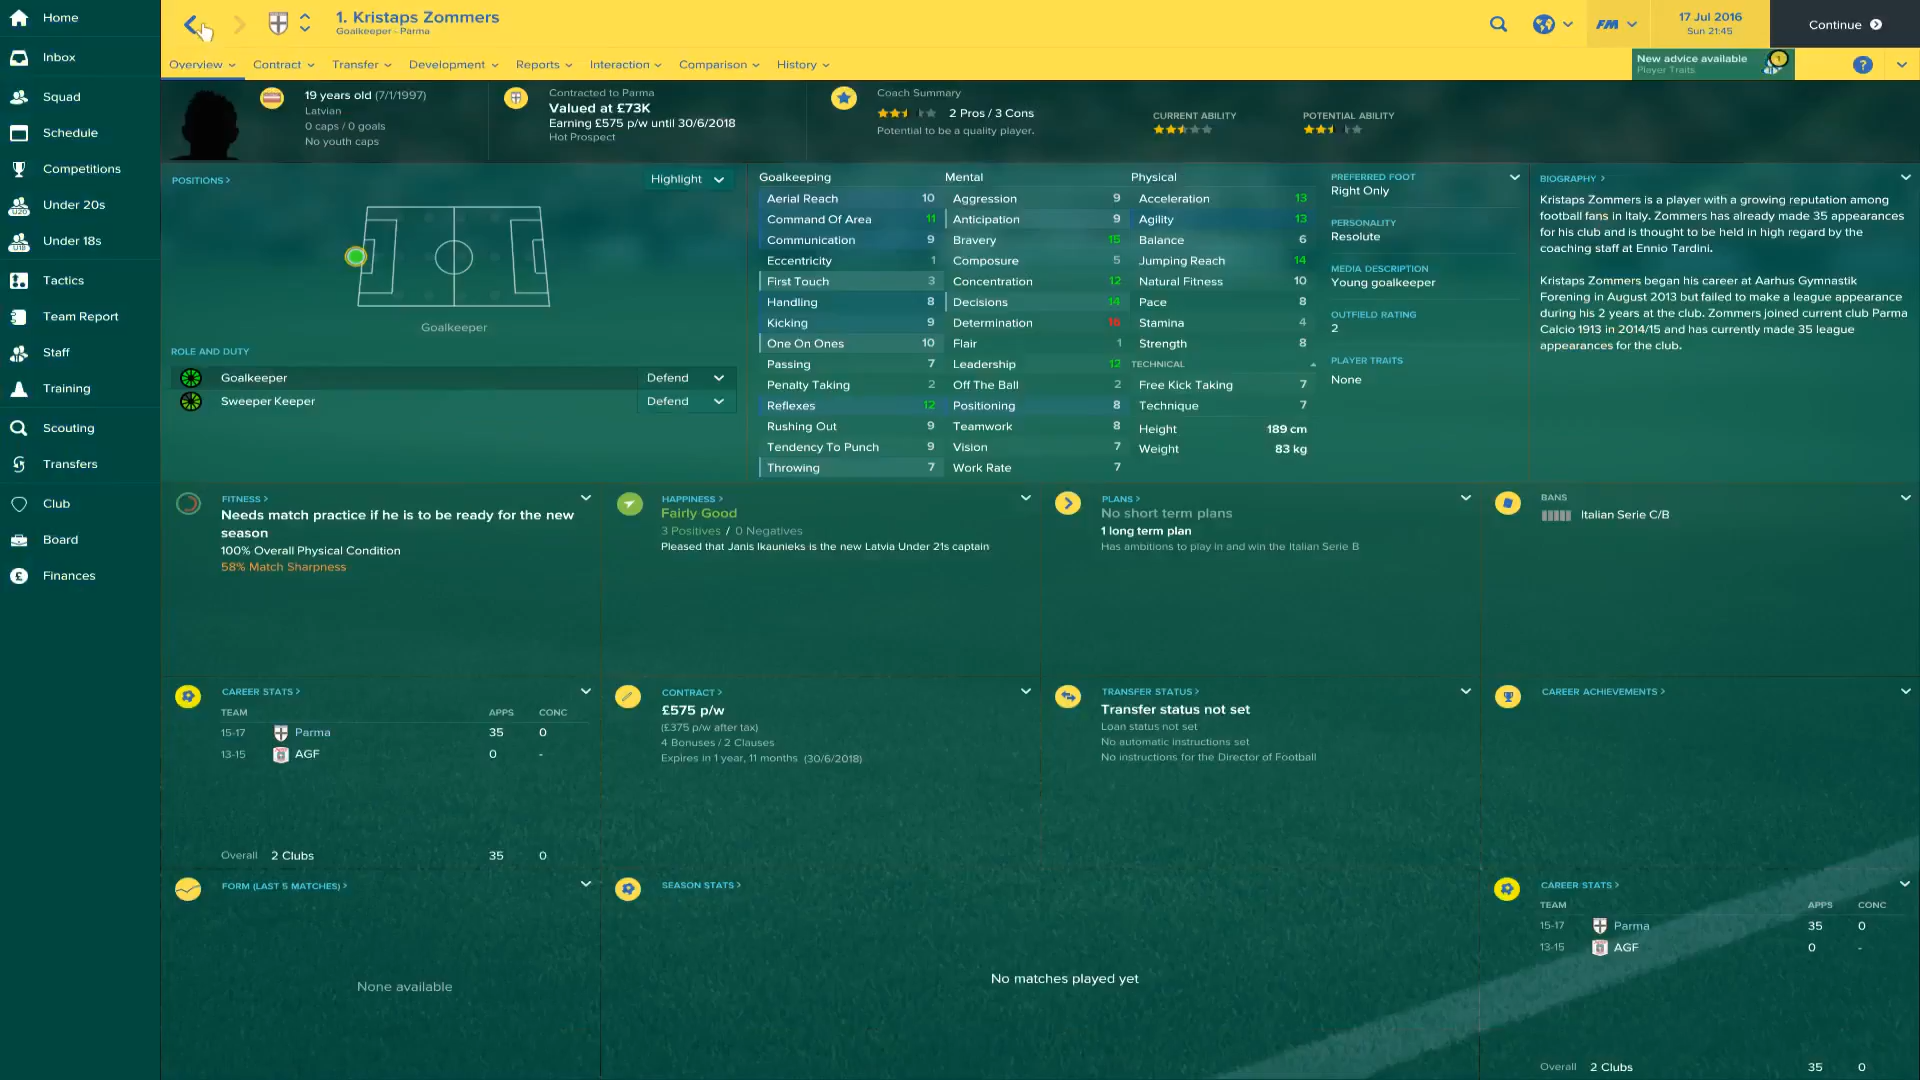 Home
Inbox
Squad
Schedule
Competitions
Under 20s
Under 18s
Tactics
Team Report
Staff
Training
Scouting
Transfers
Club
Board
Finances
1. Kristaps Zommers
Goalkeeper - Parma
FM
17 Jul 2016
Sun 21:45
Continue
Overview
Contract
Transfer
Development
Reports
Interaction
Comparison
History
New advice available
Player Traits
1
?
19 years old (7/1/1997)
Latvian
0 caps / 0 goals
No youth caps
Contracted to Parma
Valued at £73K
Earning £575 p/w until 30/6/2018
Hot Prospect
Coach Summary
2 Pros / 3 Cons
Potential to be a quality player.
CURRENT ABILITY
POTENTIAL ABILITY
POSITIONS >
Highlight
Goalkeeper
ROLE AND DUTY
Goalkeeper Defend
Sweeper Keeper Defend
Goalkeeping
Aerial Reach 10
Command Of Area 11
Communication 9
Eccentricity 1
First Touch 3
Handling 8
Kicking 9
One On Ones 10
Passing 7
Penalty Taking 2
Reflexes 12
Rushing Out 9
Tendency To Punch 9
Throwing 7
Mental
Aggression 9
Anticipation 9
Bravery 15
Composure 5
Concentration 12
Decisions 14
Determination 16
Flair 1
Leadership 12
Off The Ball 2
Positioning 8
Teamwork 8
Vision 7
Work Rate 7
Physical
Acceleration 13
Agility 13
Balance 6
Jumping Reach 14
Natural Fitness 10
Pace 8
Stamina 4
Strength 8
TECHNICAL
Free Kick Taking 7
Technique 7
Height 189 cm
Weight 83 kg
PREFERRED FOOT
Right Only
PERSONALITY
Resolute
MEDIA DESCRIPTION
Young goalkeeper
OUTFIELD RATING
2
PLAYER TRAITS
None
BIOGRAPHY >
Kristaps Zommers is a player with a growing reputation among
football fans in Italy. Zommers has already made 35 appearances
for his club and is thought to be held in high regard by the
coaching staff at Ennio Tardini.
Kristaps Zommers began his career at Aarhus Gymnastik
Forening in August 2013 but failed to make a league appearance
during his 2 years at the club. Zommers joined current club Parma
Calcio 1913 in 2014/15 and has currently made 35 league
appearances for the club.
FITNESS >
Needs match practice if he is to be ready for the new
season
100% Overall Physical Condition
58% Match Sharpness
HAPPINESS >
Fairly Good
3 Positives / 0 Negatives
Pleased that Janis Ikaunieks is the new Latvia Under 21s captain
PLANS >
No short term plans
1 long term plan
Has ambitions to play in and win the Italian Serie B
BANS
Italian Serie C/B
CAREER STATS >
TEAM APPS CONC
15-17 Parma 35 0
13-15 AGF 0 -
Overall 2 Clubs 35 0
CONTRACT >
£575 p/w
(£375 p/w after tax)
4 Bonuses / 2 Clauses
Expires in 1 year, 11 months (30/6/2018)
TRANSFER STATUS >
Transfer status not set
Loan status not set
No automatic instructions set
No instructions for the Director of Football
CAREER ACHIEVEMENTS >
FORM (LAST 5 MATCHES) >
None available
SEASON STATS >
No matches played yet
CAREER STATS >
TEAM APPS CONC
15-17 Parma 35 0
13-15 AGF 0 -
Overall 2 Clubs 35 0